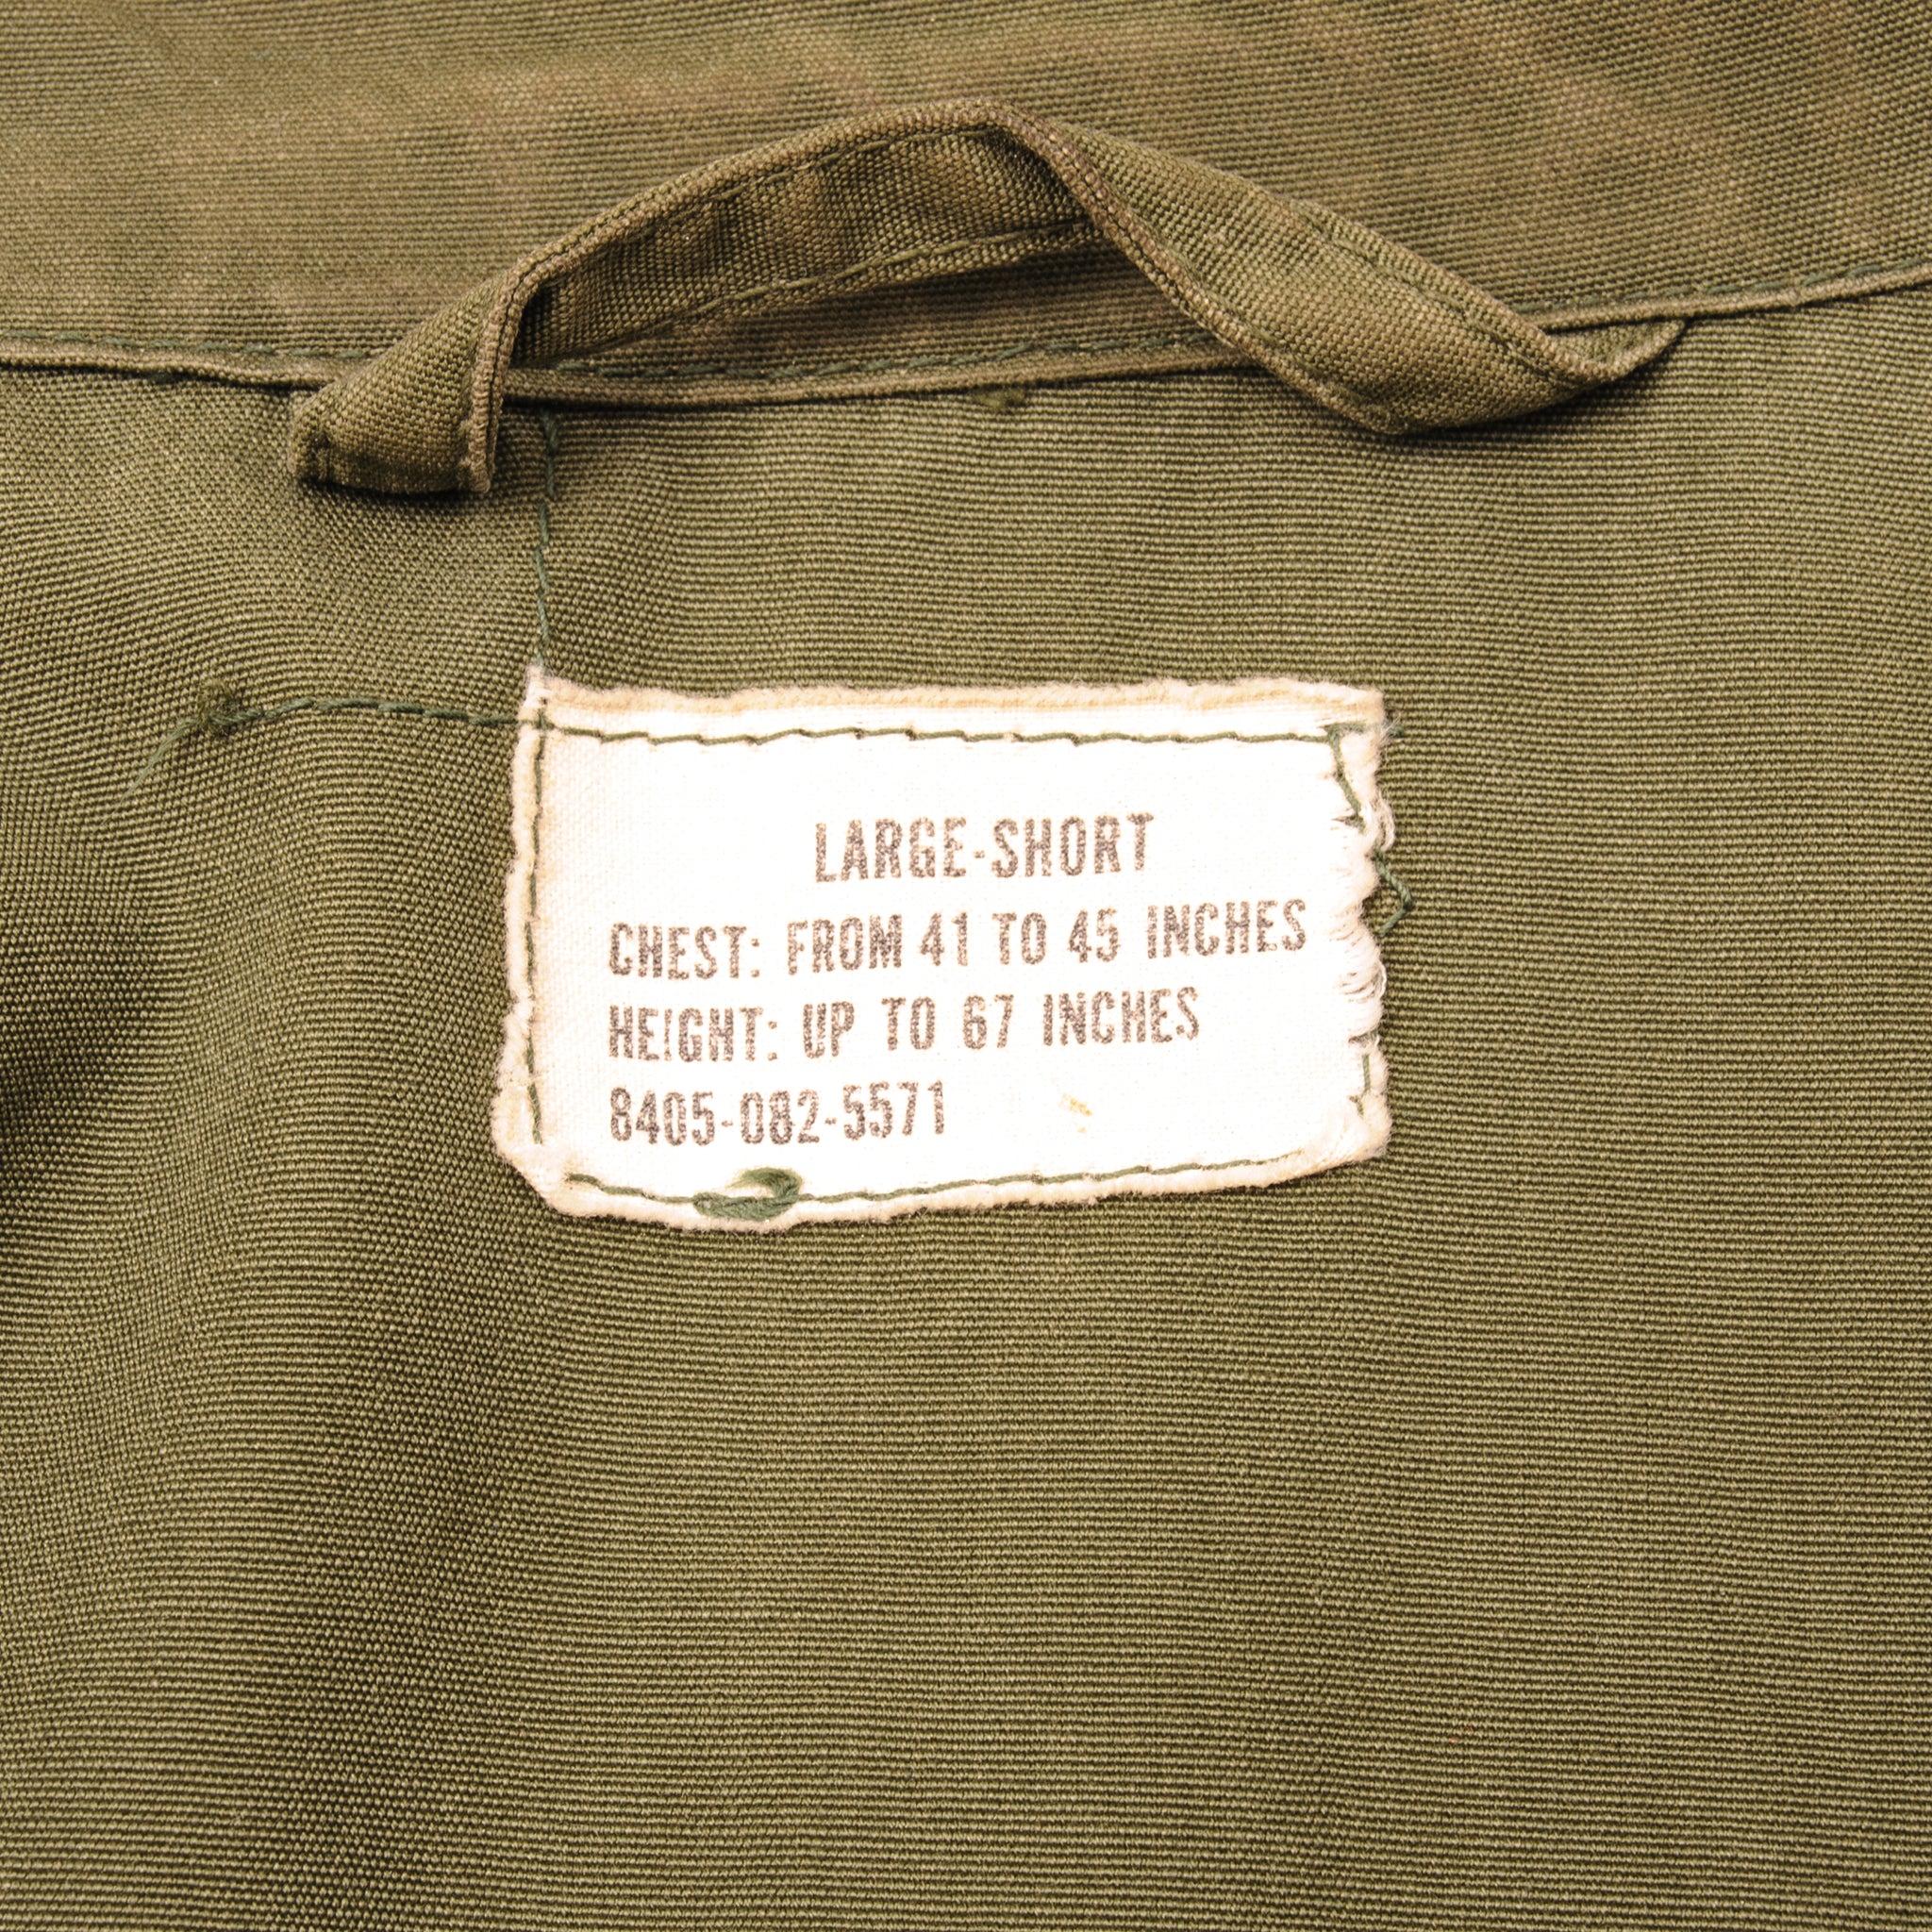 LARGE-SHORT
CHEST: FROM 41 TO 45 INCHES
HEIGHT: UP TO 67 INCHES
8405-082-5571